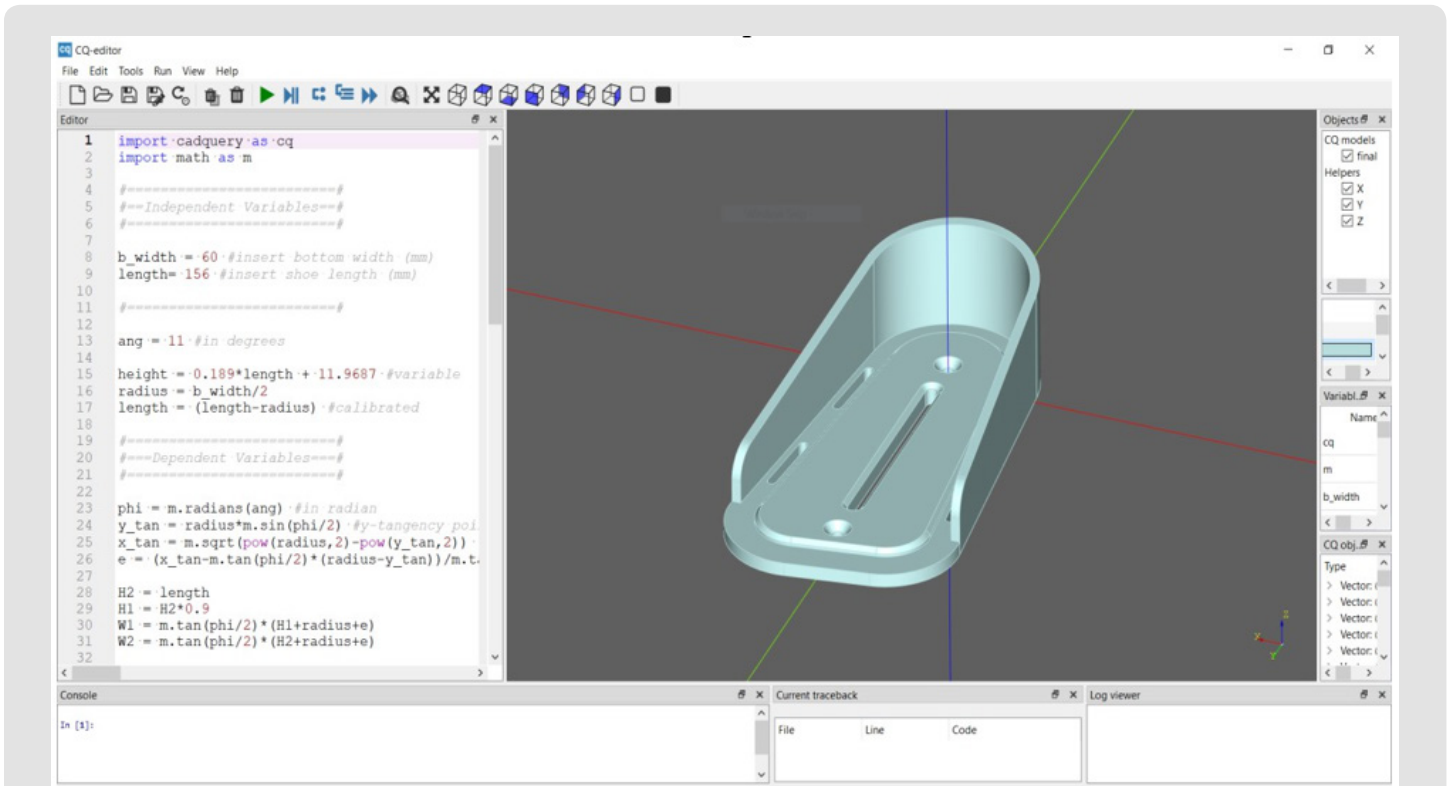 CQ-editor
File Edit Tools Run View Help
Editor
1 import cadquery as cq
2 import math as m
3
4 #=========================#
5 #==Independent Variables==#
6 #=========================#
7
8 b_width = 60 #insert bottom width (mm)
9 length= 156 #insert shoe length (mm)
10
11 #=========================#
12
13 ang = 11 #in degrees
14
15 height = 0.189*length + 11.9687 #variable
16 radius = b_width/2
17 length = (length-radius) #calibrated
18
19 #=========================#
20 #===Dependent Variables===#
21 #=========================#
22
23 phi = m.radians(ang) #in radian
24 y_tan = radius*m.sin(phi/2) #y-tangency poi
25 x_tan = m.sqrt(pow(radius,2)-pow(y_tan,2))
26 e = (x_tan-m.tan(phi/2)*(radius-y_tan))/m.t
27
28 H2 = length
29 H1 = H2*0.9
30 W1 = m.tan(phi/2)*(H1+radius+e)
31 W2 = m.tan(phi/2)*(H2+radius+e)
32
Objects
CQ models
final
Helpers
X
Y
Z
Variabl..
Name
cq
m
b_width
CQ obj..
Type
> Vector: (
> Vector: (
> Vector: (
> Vector: (
> Vector: (
Z
X
Y
Console
In [1]:
Current traceback
File Line Code
Log viewer